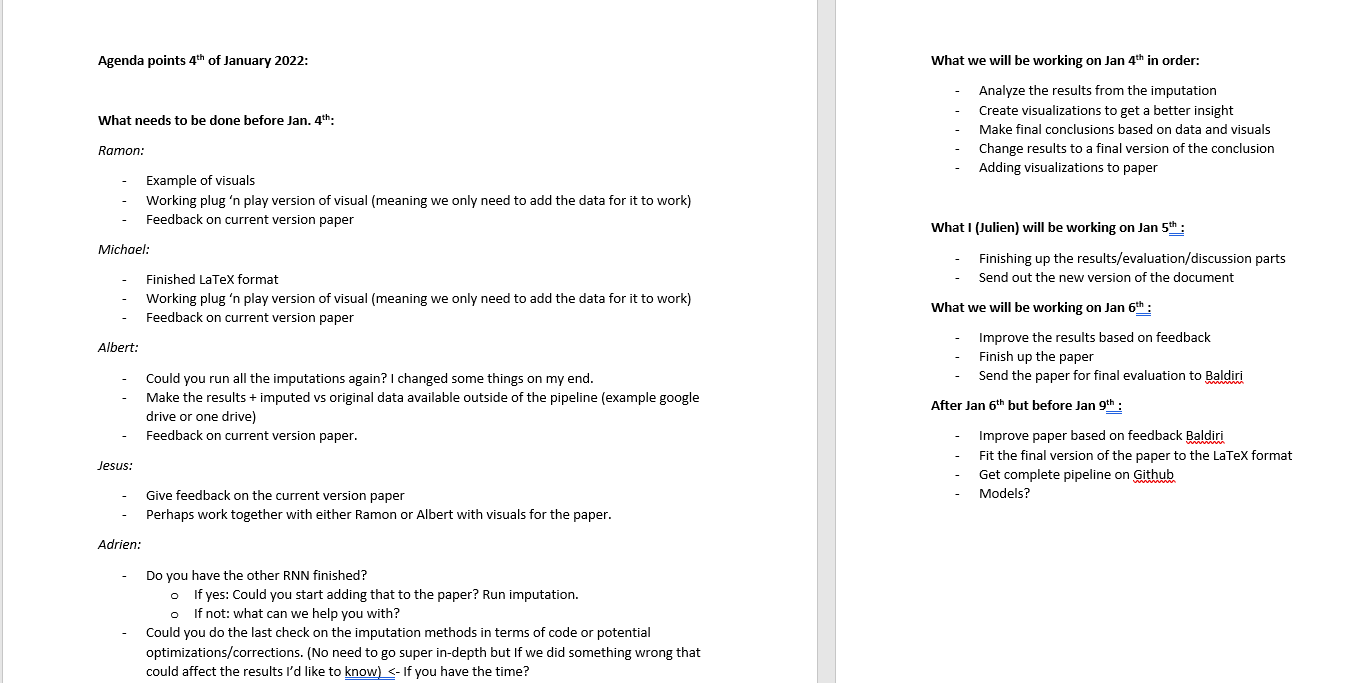 Agenda points 4th of January 2022:
What needs to be done before Jan. 4th:
Ramon:
- Example of visuals
- Working plug ‘n play version of visual (meaning we only need to add the data for it to work)
- Feedback on current version paper
Michael:
- Finished LaTeX format
- Working plug ‘n play version of visual (meaning we only need to add the data for it to work)
- Feedback on current version paper
Albert:
- Could you run all the imputations again? I changed some things on my end.
- Make the results + imputed vs original data available outside of the pipeline (example google
drive or one drive)
- Feedback on current version paper.
Jesus:
- Give feedback on the current version paper
- Perhaps work together with either Ramon or Albert with visuals for the paper.
Adrien:
- Do you have the other RNN finished?
o If yes: Could you start adding that to the paper? Run imputation.
o If not: what can we help you with?
- Could you do the last check on the imputation methods in terms of code or potential
optimizations/corrections. (No need to go super in-depth but If we did something wrong that
could affect the results I’d like to know) <- If you have the time?
What we will be working on Jan 4th in order:
- Analyze the results from the imputation
- Create visualizations to get a better insight
- Make final conclusions based on data and visuals
- Change results to a final version of the conclusion
- Adding visualizations to paper
What I (Julien) will be working on Jan 5th :
- Finishing up the results/evaluation/discussion parts
- Send out the new version of the document
What we will be working on Jan 6th :
- Improve the results based on feedback
- Finish up the paper
- Send the paper for final evaluation to Baldiri
After Jan 6th but before Jan 9th :
- Improve paper based on feedback Baldiri
- Fit the final version of the paper to the LaTeX format
- Get complete pipeline on Github
- Models?